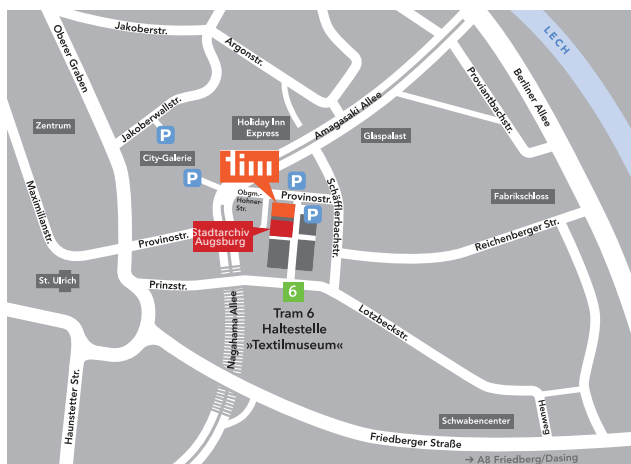 Jakoberstr.
LECH
Oberer Graben
Argonstr.
Berliner Allee
Proviantbachstr.
Jakoberwallstr.
Amagasaki Allee
Holiday Inn
Express
Zentrum
P
Glaspalast
City-Galerie
tim
P
P
Maximilianstr.
Obgm.-
Hohner-
Str.
Provinostr.
Schäfflerbachstr.
Fabrikschloss
P
Stadtarchiv
Augsburg
Provinostr.
Reichenberger Str.
St. Ulrich
Prinzstr.
6
Nagahama Allee
Tram 6
Haltestelle
»Textilmuseum«
Lotzbeckstr.
Haunstetter Str.
Heuweg
Schwabencenter
Friedberger Straße
→ A8 Friedberg/Dasing